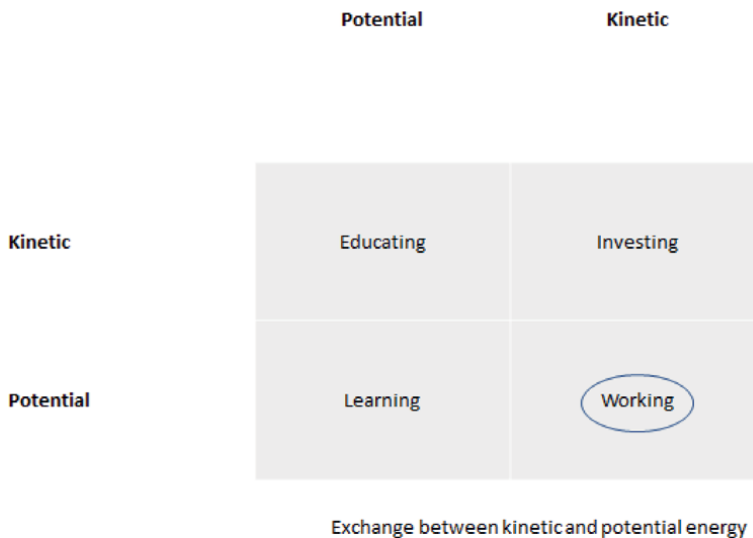 Potential Kinetic
Kinetic Educating Investing
Potential Learning Working
Exchange between kinetic and potential energy